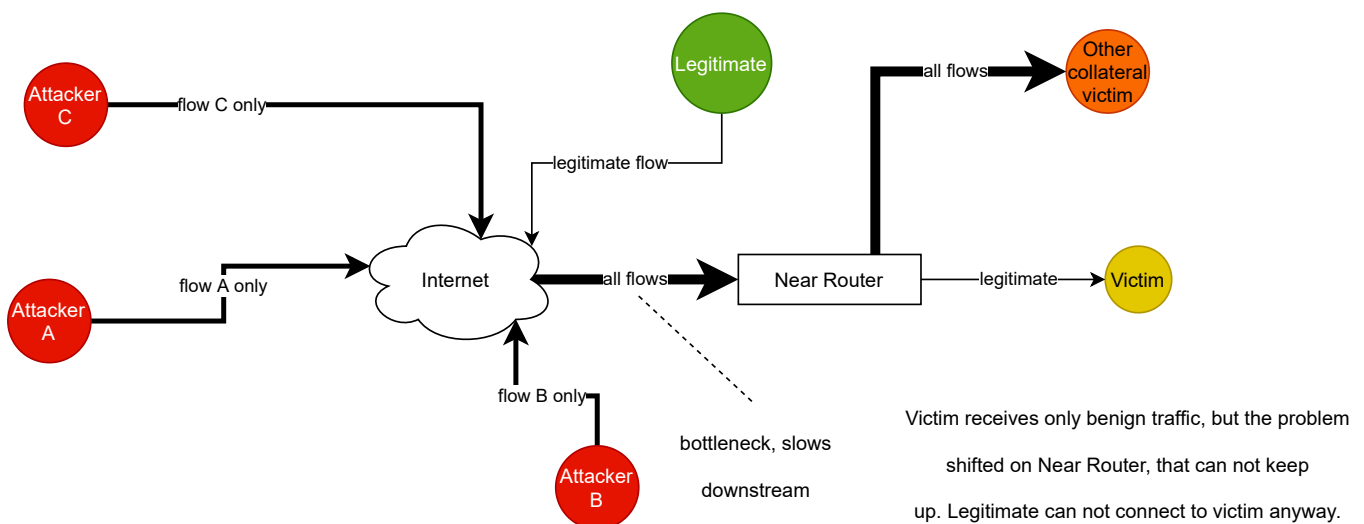 Attacker
C
flow C only
Legitimate
all flows
Other
collateral
victim
legitimate flow
Attacker
A
flow A only
Internet
all flows
Near Router
legitimate
Victim
flow B only
Attacker
B
bottleneck, slows
downstream
Victim receives only benign traffic, but the problem
shifted on Near Router, that can not keep
up. Legitimate can not connect to victim anyway.